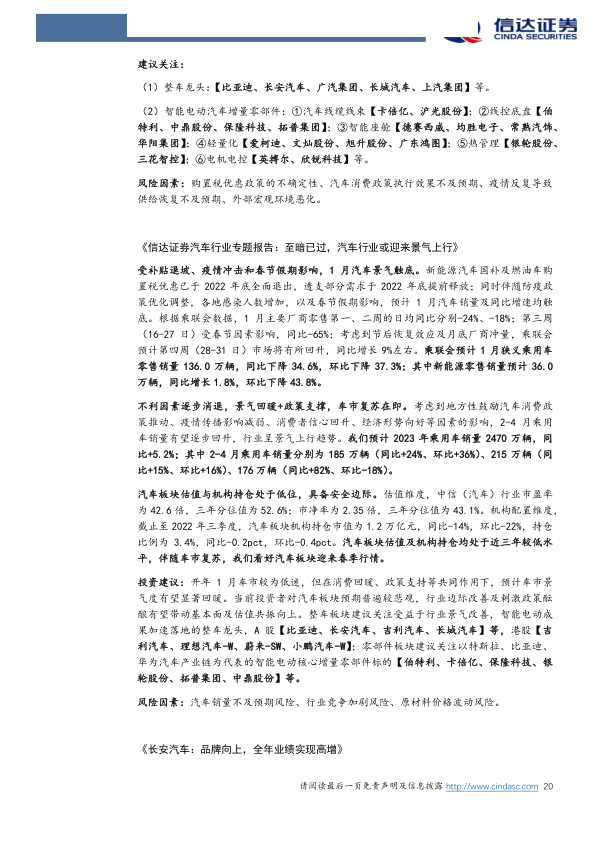 信达证券
CINDA SECURITIES
建议关注：
（1）整车龙头：【比亚迪、长安汽车、广汽集团、长城汽车、上汽集团】等。
（2）智能电动汽车增量零部件：①汽车线缆线束【卡倍亿、沪光股份】；②线控底盘【伯
特利、中鼎股份、保隆科技、拓普集团】；③智能座舱【德赛西威、均胜电子、常熟汽饰、
华阳集团】；④轻量化【爱柯迪、文灿股份、旭升股份、广东鸿图】；⑤热管理【银轮股份、
三花智控】；⑥电机电控【英搏尔、欣锐科技】等。
风险因素：购置税优惠政策的不确定性、汽车消费政策执行效果不及预期、疫情反复导致
供给恢复不及预期、外部宏观环境恶化。
《信达证券汽车行业专题报告：至暗已过，汽车行业或迎来景气上行》
受补贴退坡、疫情冲击和春节假期影响，1 月汽车景气触底。新能源汽车国补及燃油车购
置税优惠已于 2022 年底全面退出，透支部分需求于 2022 年底提前释放；同时伴随防疫政
策优化调整，各地感染人数增加，以及春节假期影响，预计 1 月汽车销量及同比增速均触
底。根据乘联会数据，1 月主要厂商零售第一、二周的日均同比分别-24%、-18%；第三周
（16-27 日）受春节因素影响，同比-65%；考虑到节后恢复效应及月底厂商冲量，乘联会
预计第四周（28-31 日）市场将有所回升，同比增长 9%左右。乘联会预计 1 月狭义乘用车
零售销量 136.0 万辆，同比下降 34.6%，环比下降 37.3%；其中新能源零售销量预计 36.0
万辆，同比增长 1.8%，环比下降 43.8%。
不利因素逐步消退，景气回暖+政策支撑，车市复苏在即。考虑到地方性鼓励汽车消费政
策推动、疫情传播影响减弱、消费者信心回升、经济形势向好等因素的影响，2-4 月乘用
车销量有望逐步回升，行业呈景气上行趋势。我们预计 2023 年乘用车销量 2470 万辆，同
比+5.2%；其中 2-4 月乘用车销量分别为 185 万辆（同比+24%、环比+36%）、215 万辆（同
比+15%、环比+16%）、176 万辆（同比+82%、环比-18%）。
汽车板块估值与机构持仓处于低位，具备安全边际。估值维度，中信（汽车）行业市盈率
为 42.6 倍，三年分位值为 52.6%；市净率为 2.35 倍，三年分位值为 43.1%。机构配置维度，
截止至 2022 年三季度，汽车板块机构持仓市值为 1.2 万亿元，同比-14%，环比-22%，持仓
比例为 3.4%，同比-0.2pct，环比-0.4pct。汽车板块估值及机构持仓均处于近三年较低水
平，伴随车市复苏，我们看好汽车板块迎来春季行情。
投资建议：开年 1 月车市较为低迷，但在消费回暖、政策支持等共同作用下，预计车市景
气度有望显著回暖。当前投资者对汽车板块预期普遍较悲观，行业边际改善及刺激政策酝
酿有望带动基本面及估值共振向上。整车板块建议关注受益于行业景气改善，智能电动成
果加速落地的整车龙头，A 股【比亚迪、长安汽车、吉利汽车、长城汽车】等，港股【吉
利汽车、理想汽车-W、蔚来-SW、小鹏汽车-W】；零部件板块建议关注以特斯拉、比亚迪、
华为汽车产业链为代表的智能电动核心增量零部件标的【伯特利、卡倍亿、保隆科技、银
轮股份、拓普集团、中鼎股份】等。
风险因素：汽车销量不及预期风险、行业竞争加剧风险、原材料价格波动风险。
《长安汽车：品牌向上，全年业绩实现高增》
请阅读最后一页免责声明及信息披露 http://www.cindasc.com 20